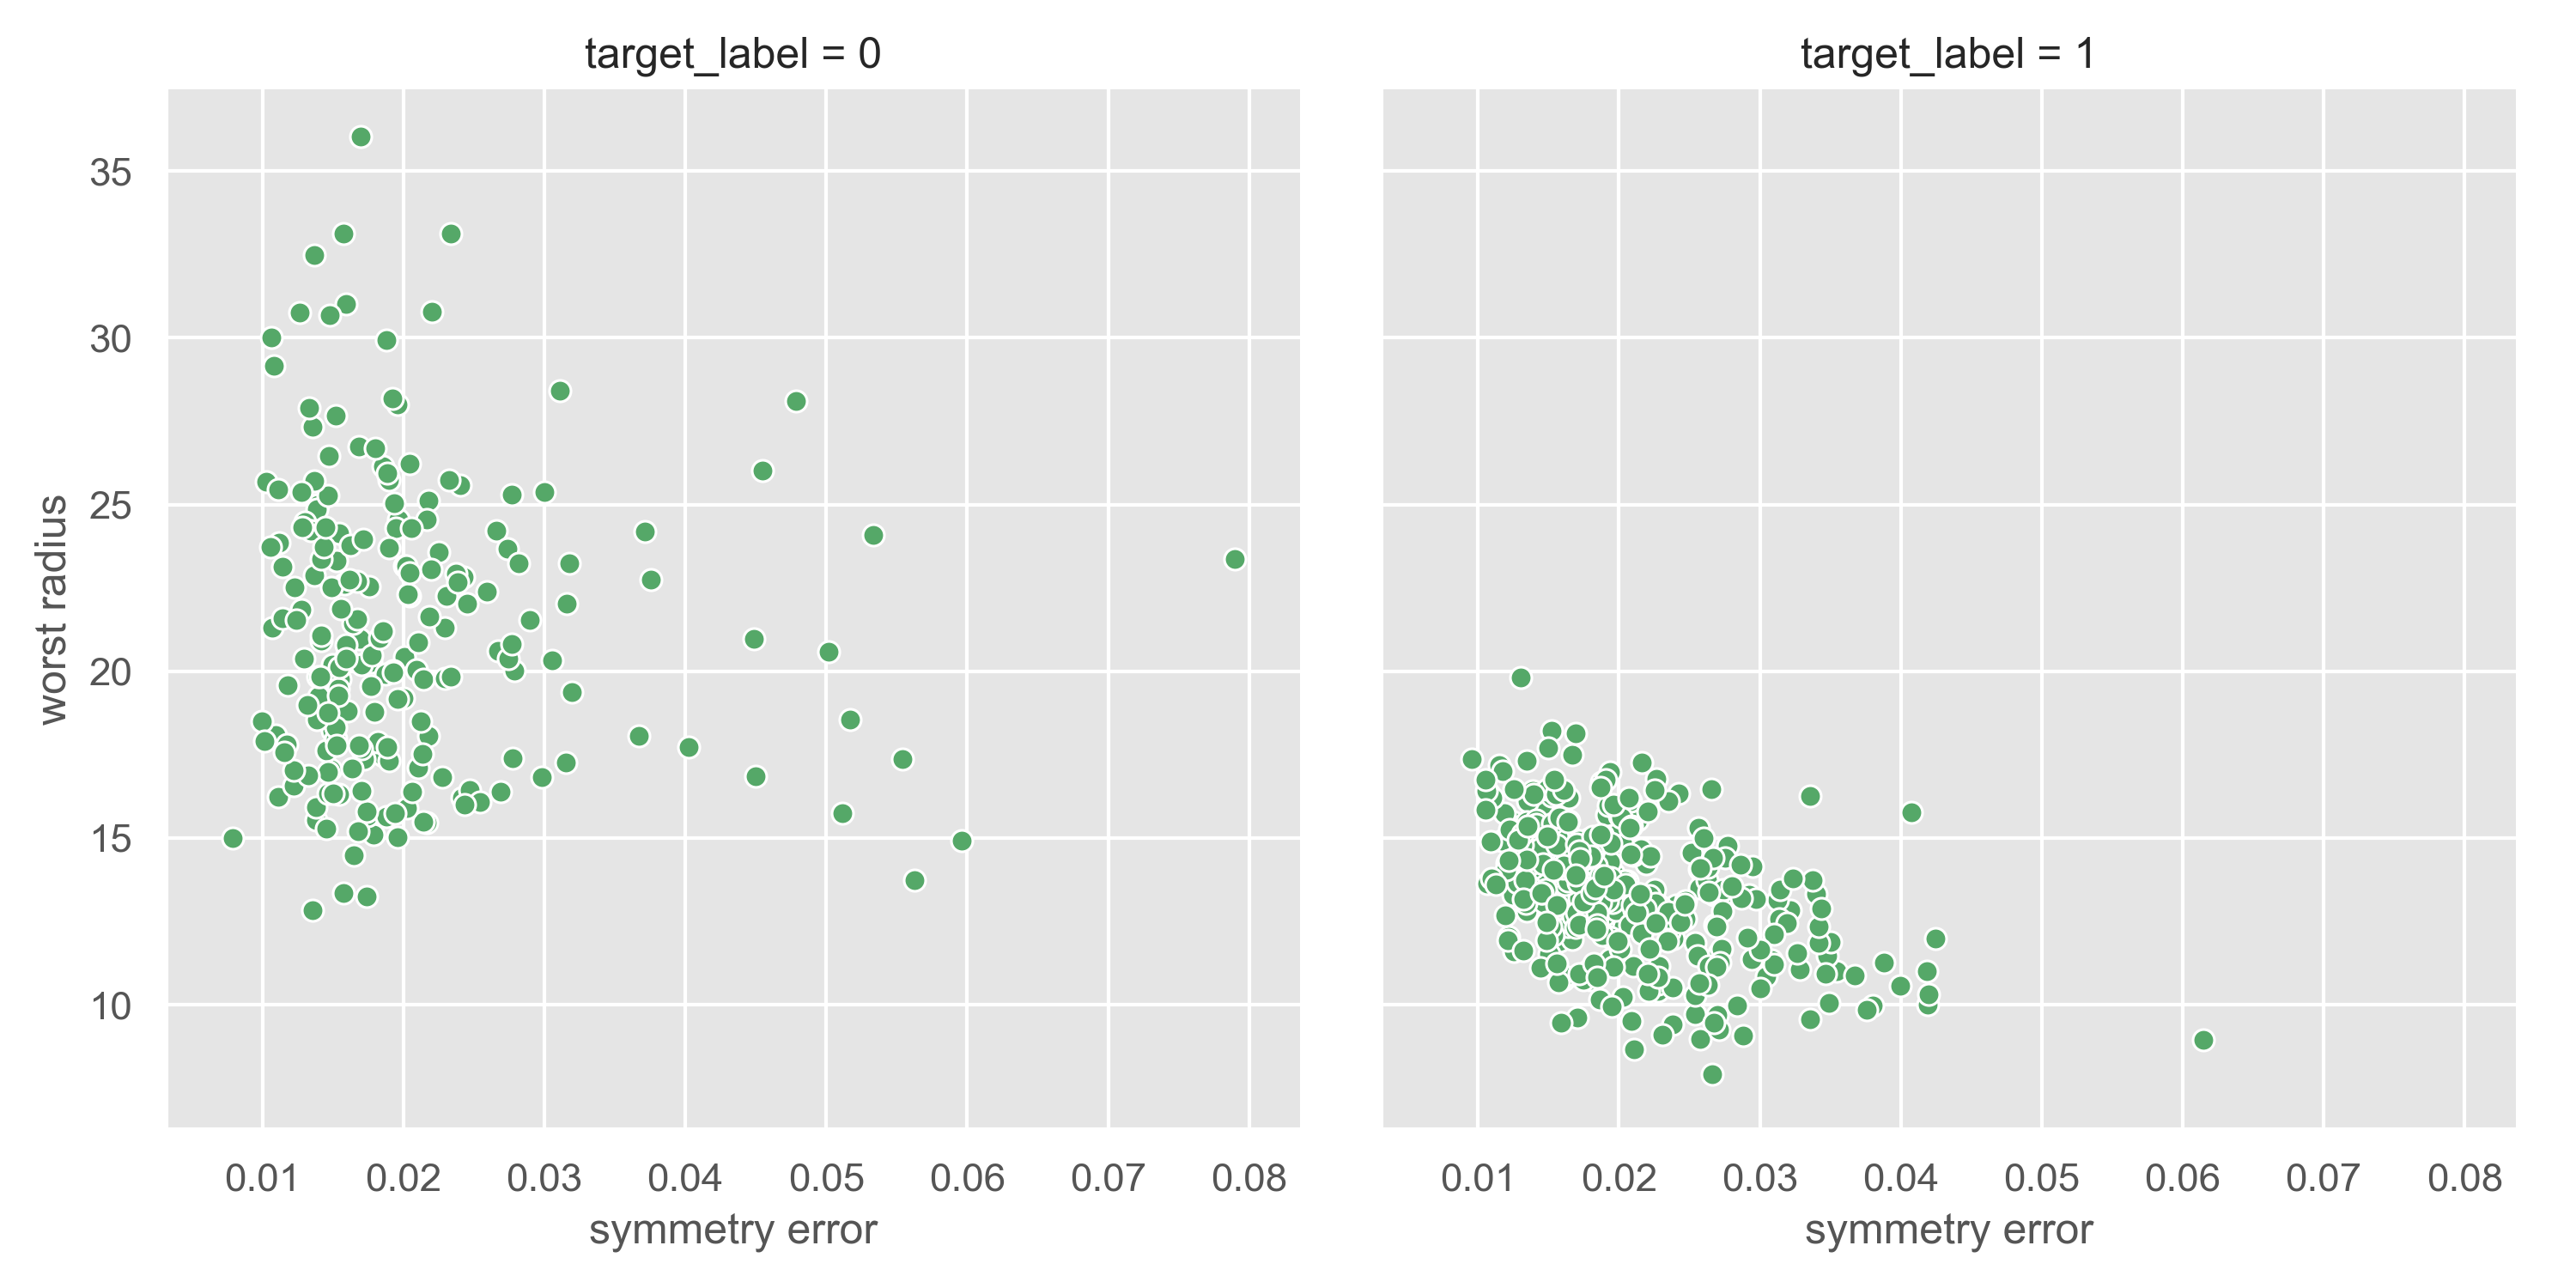 target_label = 0
target_label = 1
worst radius
35
30
25
20
15
10
0.01 0.02 0.03 0.04 0.05 0.06 0.07 0.08
0.01 0.02 0.03 0.04 0.05 0.06 0.07 0.08
symmetry error
symmetry error